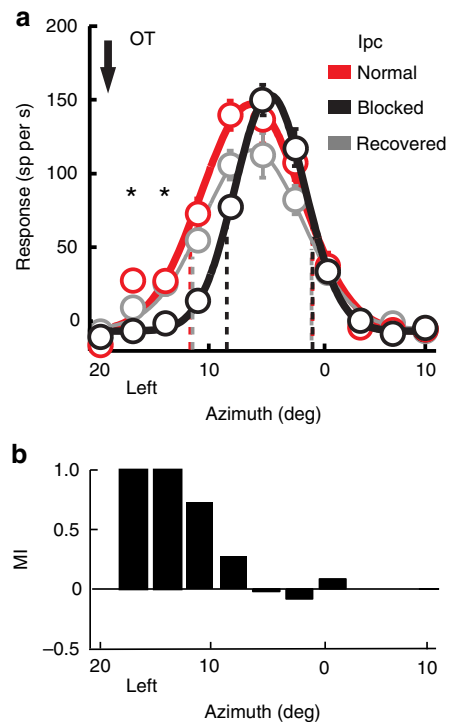 a
OT
Ipc
Normal
Blocked
Recovered
Response (sp per s)
200
150
100
50
0
* *
20 10 0 10
Left
Azimuth (deg)
b
MI
1.0
0.5
0
−0.5
20 10 0 10
Left
Azimuth (deg)